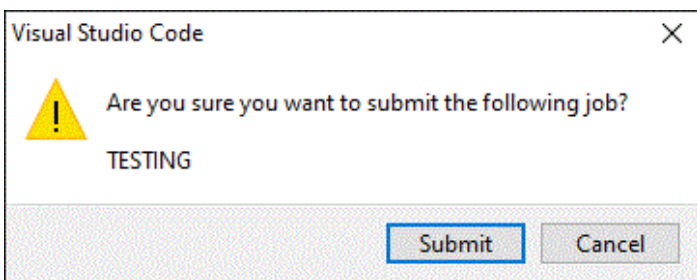 Visual Studio Code
Are you sure you want to submit the following job?
TESTING
Submit Cancel